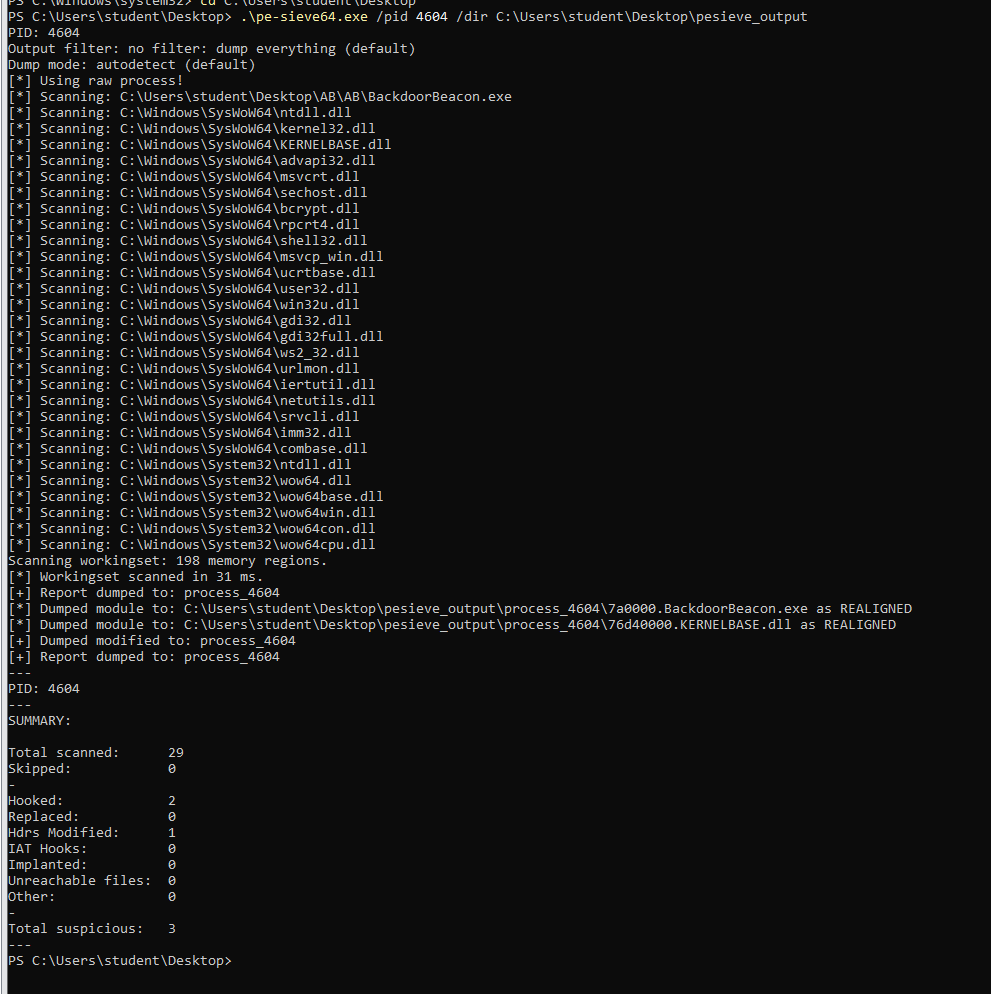 PS C:\Windows\system32> cd C:\Users\student\Desktop
PS C:\Users\student\Desktop> .\pe-sieve64.exe /pid 4604 /dir C:\Users\student\Desktop\pesieve_output
PID: 4604
Output filter: no filter: dump everything (default)
Dump mode: autodetect (default)
[*] Using raw process!
[*] Scanning: C:\Users\student\Desktop\AB\AB\BackdoorBeacon.exe
[*] Scanning: C:\Windows\SysWoW64\ntdll.dll
[*] Scanning: C:\Windows\SysWoW64\kernel32.dll
[*] Scanning: C:\Windows\SysWoW64\KERNELBASE.dll
[*] Scanning: C:\Windows\SysWoW64\advapi32.dll
[*] Scanning: C:\Windows\SysWoW64\msvcrt.dll
[*] Scanning: C:\Windows\SysWoW64\sechost.dll
[*] Scanning: C:\Windows\SysWoW64\bcrypt.dll
[*] Scanning: C:\Windows\SysWoW64\rpcrt4.dll
[*] Scanning: C:\Windows\SysWoW64\shell32.dll
[*] Scanning: C:\Windows\SysWoW64\msvcp_win.dll
[*] Scanning: C:\Windows\SysWoW64\ucrtbase.dll
[*] Scanning: C:\Windows\SysWoW64\user32.dll
[*] Scanning: C:\Windows\SysWoW64\win32u.dll
[*] Scanning: C:\Windows\SysWoW64\gdi32.dll
[*] Scanning: C:\Windows\SysWoW64\gdi32full.dll
[*] Scanning: C:\Windows\SysWoW64\ws2_32.dll
[*] Scanning: C:\Windows\SysWoW64\urlmon.dll
[*] Scanning: C:\Windows\SysWoW64\iertutil.dll
[*] Scanning: C:\Windows\SysWoW64\netutils.dll
[*] Scanning: C:\Windows\SysWoW64\srvcli.dll
[*] Scanning: C:\Windows\SysWoW64\imm32.dll
[*] Scanning: C:\Windows\SysWoW64\combase.dll
[*] Scanning: C:\Windows\System32\ntdll.dll
[*] Scanning: C:\Windows\System32\wow64.dll
[*] Scanning: C:\Windows\System32\wow64base.dll
[*] Scanning: C:\Windows\System32\wow64win.dll
[*] Scanning: C:\Windows\System32\wow64con.dll
[*] Scanning: C:\Windows\System32\wow64cpu.dll
Scanning workingset: 198 memory regions.
[*] Workingset scanned in 31 ms.
[+] Report dumped to: process_4604
[*] Dumped module to: C:\Users\student\Desktop\pesieve_output\process_4604\7a0000.BackdoorBeacon.exe as REALIGNED
[*] Dumped module to: C:\Users\student\Desktop\pesieve_output\process_4604\76d40000.KERNELBASE.dll as REALIGNED
[+] Dumped modified to: process_4604
[+] Report dumped to: process_4604
---
PID: 4604
---
SUMMARY:
Total scanned: 29
Skipped: 0
-
Hooked: 2
Replaced: 0
Hdrs Modified: 1
IAT Hooks: 0
Implanted: 0
Unreachable files: 0
Other: 0
-
Total suspicious: 3
---
PS C:\Users\student\Desktop>